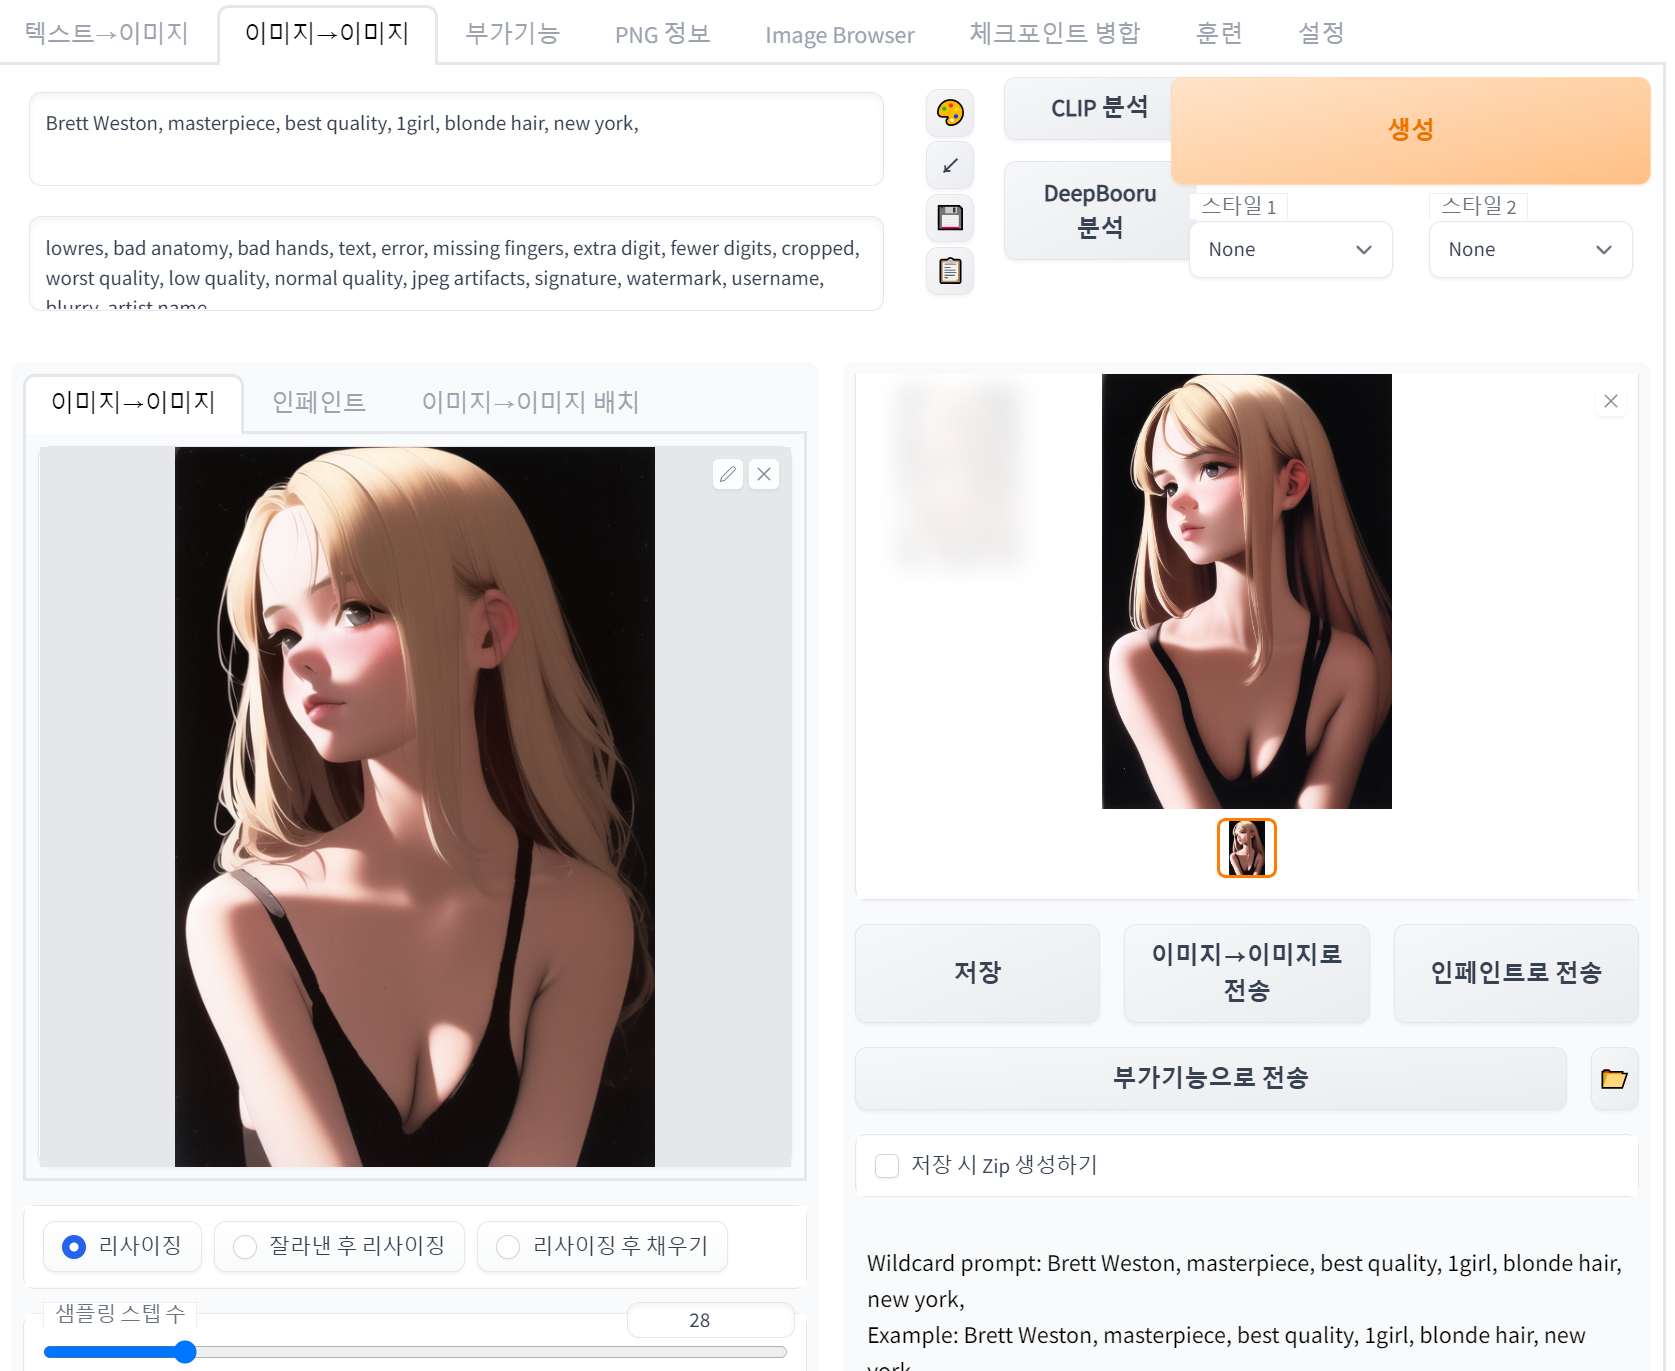 텍스트→이미지
이미지→이미지
부가기능
PNG 정보
Image Browser
체크포인트 병합
훈련
설정
Brett Weston, masterpiece, best quality, 1girl, blonde hair, new york,
lowres, bad anatomy, bad hands, text, error, missing fingers, extra digit, fewer digits, cropped,
worst quality, low quality, normal quality, jpeg artifacts, signature, watermark, username,
blurry, artist name
CLIP 분석
DeepBooru
분석
생성
스타일 1
스타일 2
None
None
이미지→이미지
인페인트
이미지→이미지 배치
저장
이미지→이미지로
전송
인페인트로 전송
부가기능으로 전송
저장 시 Zip 생성하기
리사이징
잘라낸 후 리사이징
리사이징 후 채우기
샘플링 스텝 수
28
Wildcard prompt: Brett Weston, masterpiece, best quality, 1girl, blonde hair,
new york,
Example: Brett Weston, masterpiece, best quality, 1girl, blonde hair, new
york